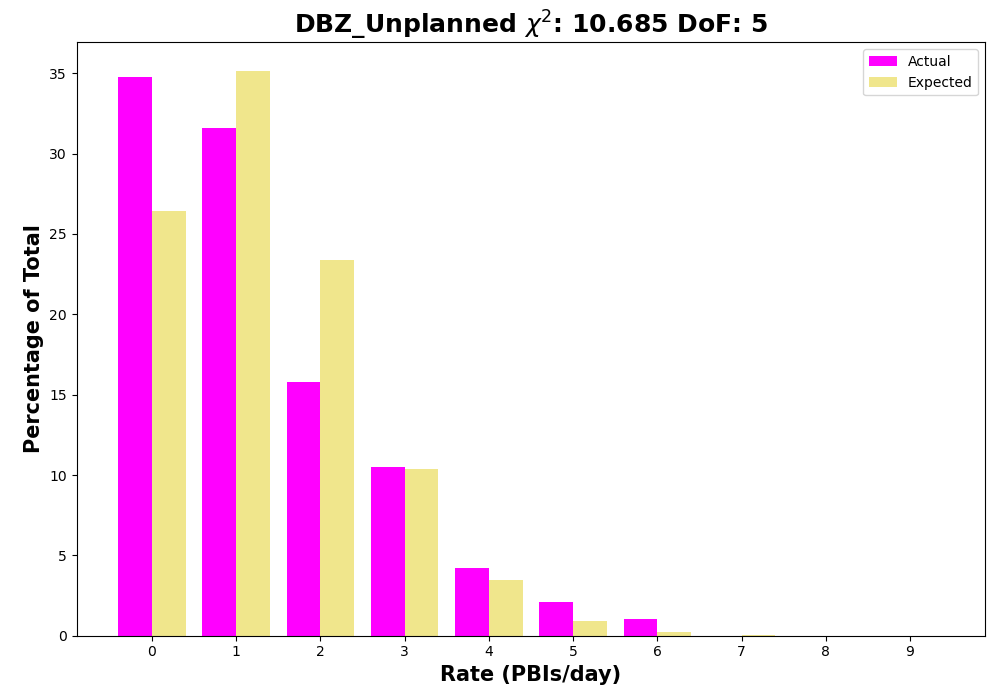 DBZ_Unplanned χ²: 10.685 DoF: 5
Actual
Expected
35
30
25
20
15
10
5
0
Percentage of Total
0 1 2 3 4 5 6 7 8 9
Rate (PBIs/day)